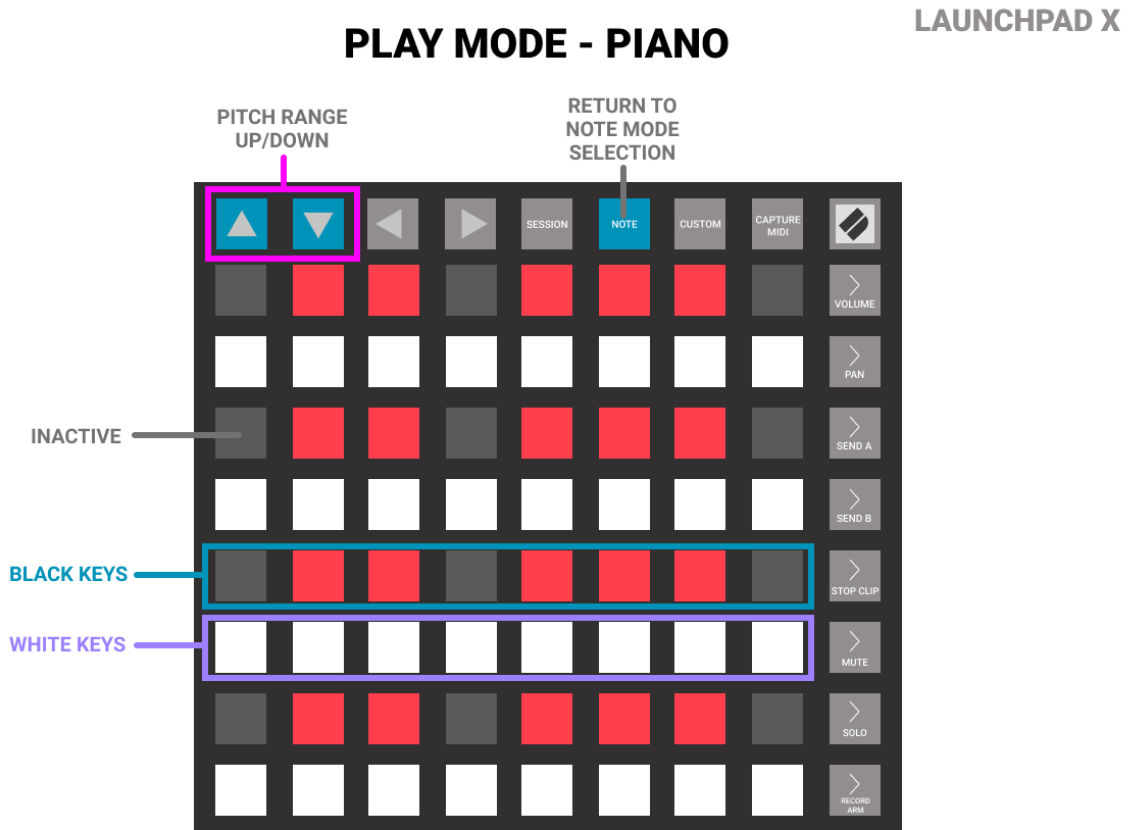 LAUNCHPAD X
PLAY MODE - PIANO
PITCH RANGE
UP/DOWN
RETURN TO
NOTE MODE
SELECTION
SESSION
NOTE
CUSTOM
CAPTURE
MIDI
VOLUME
PAN
INACTIVE
SEND A
SEND B
BLACK KEYS
STOP CLIP
WHITE KEYS
MUTE
SOLO
RECORD
ARM